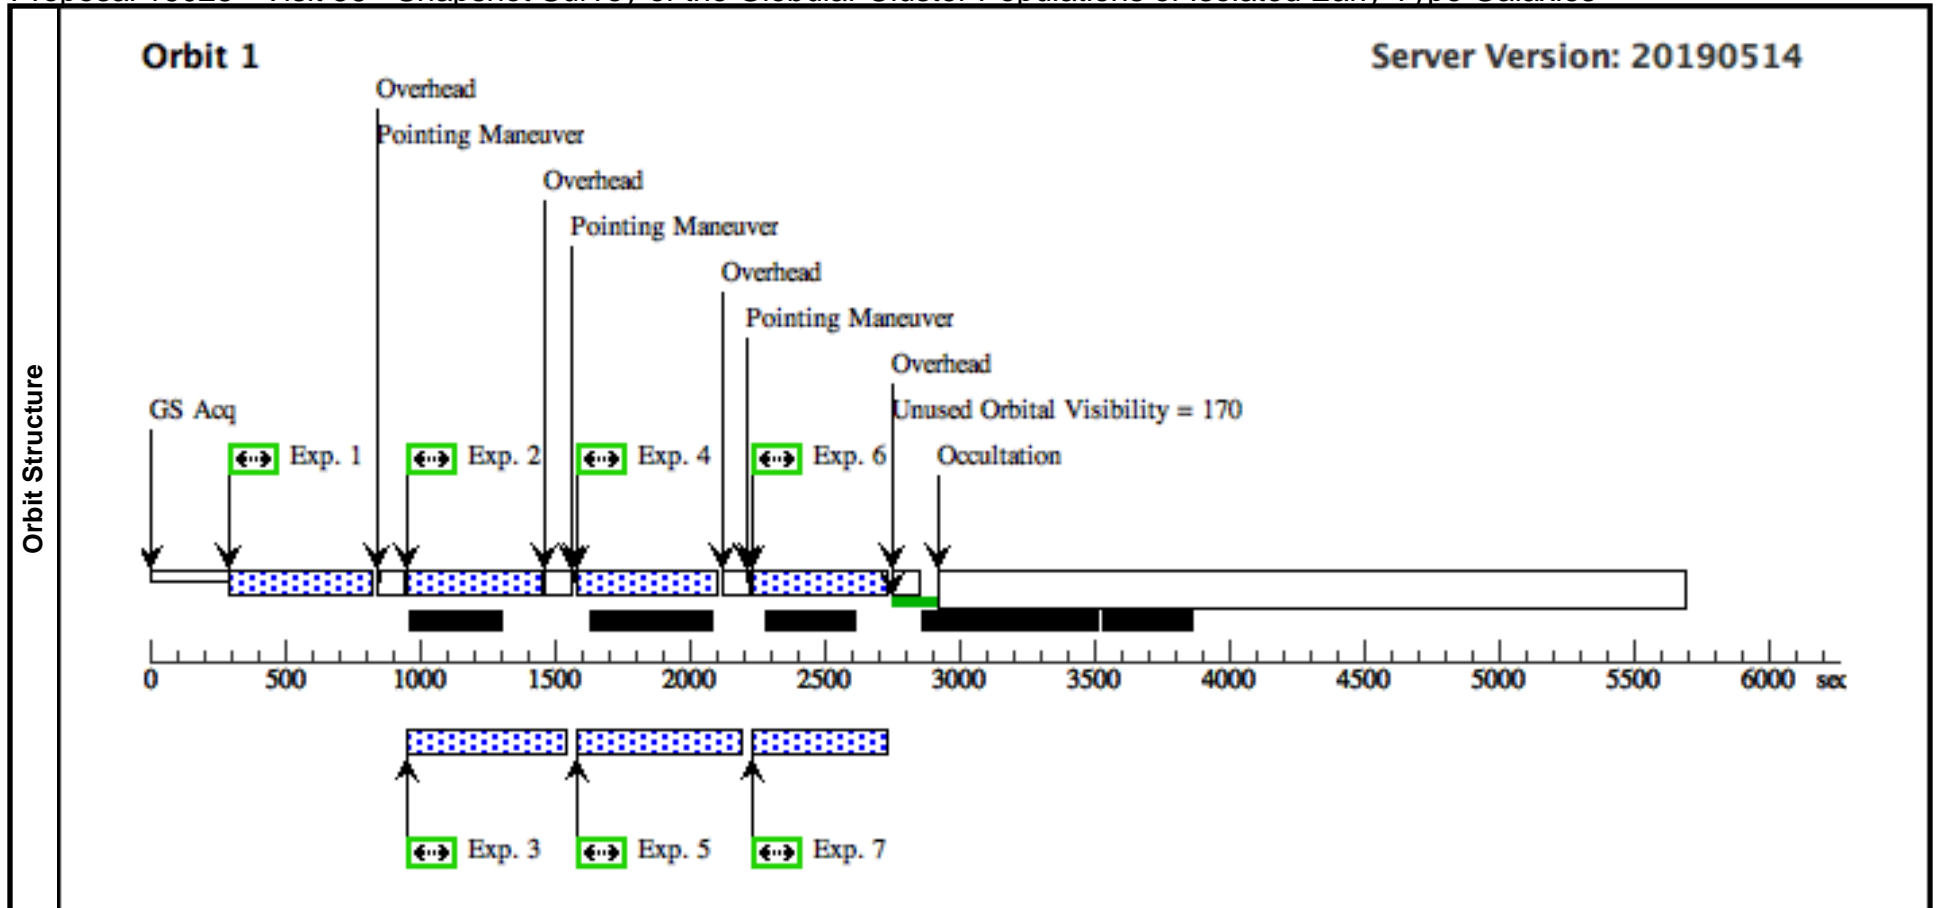 Orbit 1
Server Version: 20190514
Overhead
Pointing Maneuver
Overhead
Pointing Maneuver
Overhead
Pointing Maneuver
Overhead
GS Acq
Unused Orbital Visibility = 170
Exp. 1
Exp. 2
Exp. 4
Exp. 6
Occultation
Orbit Structure
0 500 1000 1500 2000 2500 3000 3500 4000 4500 5000 5500 6000 sec
Exp. 3
Exp. 5
Exp. 7